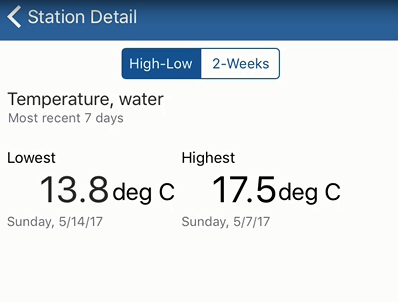 Station Detail
High-Low 2-Weeks
Temperature, water
Most recent 7 days
Lowest Highest
13.8 deg C 17.5 deg C
Sunday, 5/14/17 Sunday, 5/7/17